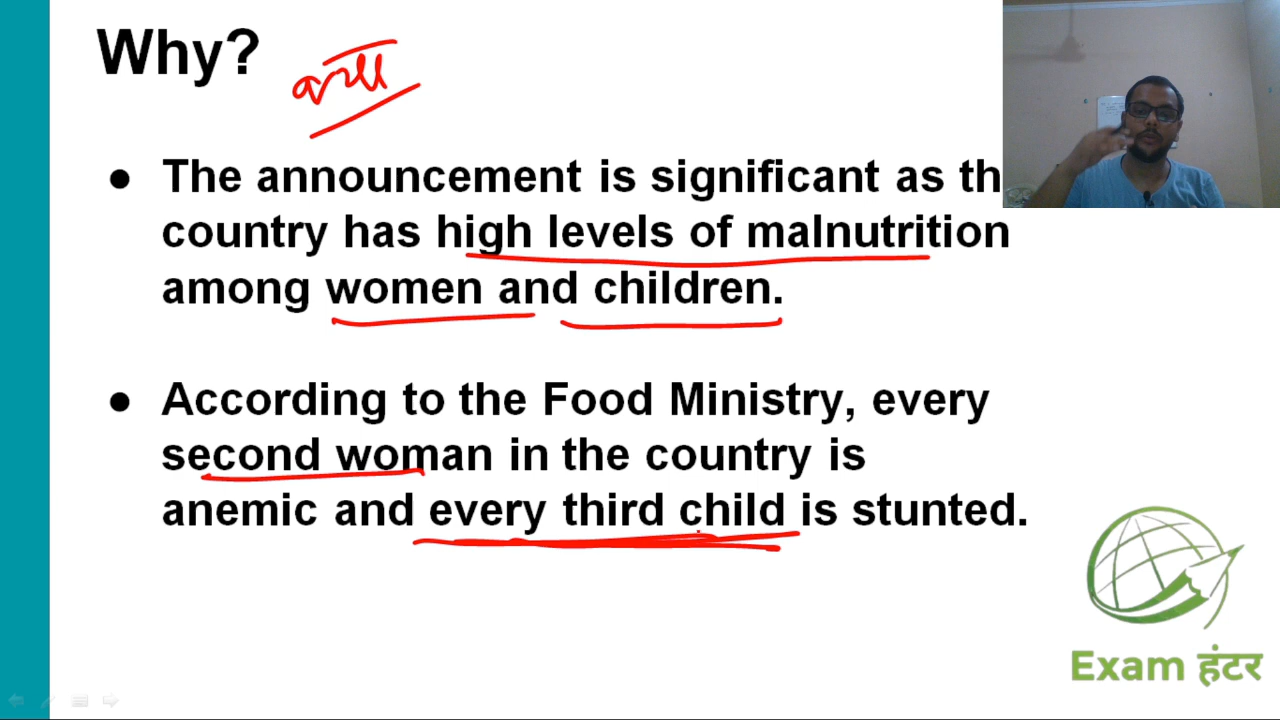 Why?
● The announcement is significant as th
country has high levels of malnutrition
among women and children.
● According to the Food Ministry, every
second woman in the country is
anemic and every third child is stunted.
Exam हंटर